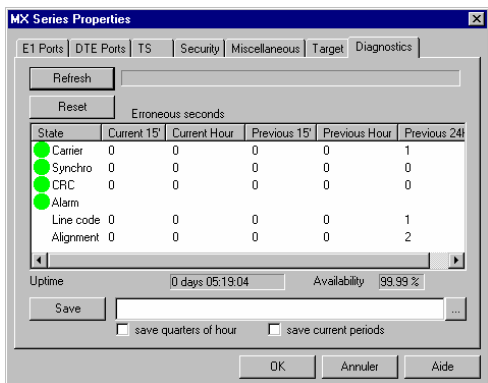 MX Series Properties
E1 Ports DTE Ports TS Security Miscellaneous Target Diagnostics
Refresh
Reset Erroneous seconds
State Current 15' Current Hour Previous 15' Previous Hour Previous 24H
Carrier 0 0 0 0 1
Synchro 0 0 0 0 0
CRC 0 0 0 0 0
Alarm
Line code 0 0 0 0 1
Alignment 0 0 0 0 2
Uptime 0 days 05:19:04 Availability 99.99 %
Save ...
save quarters of hour save current periods
OK Annuler Aide